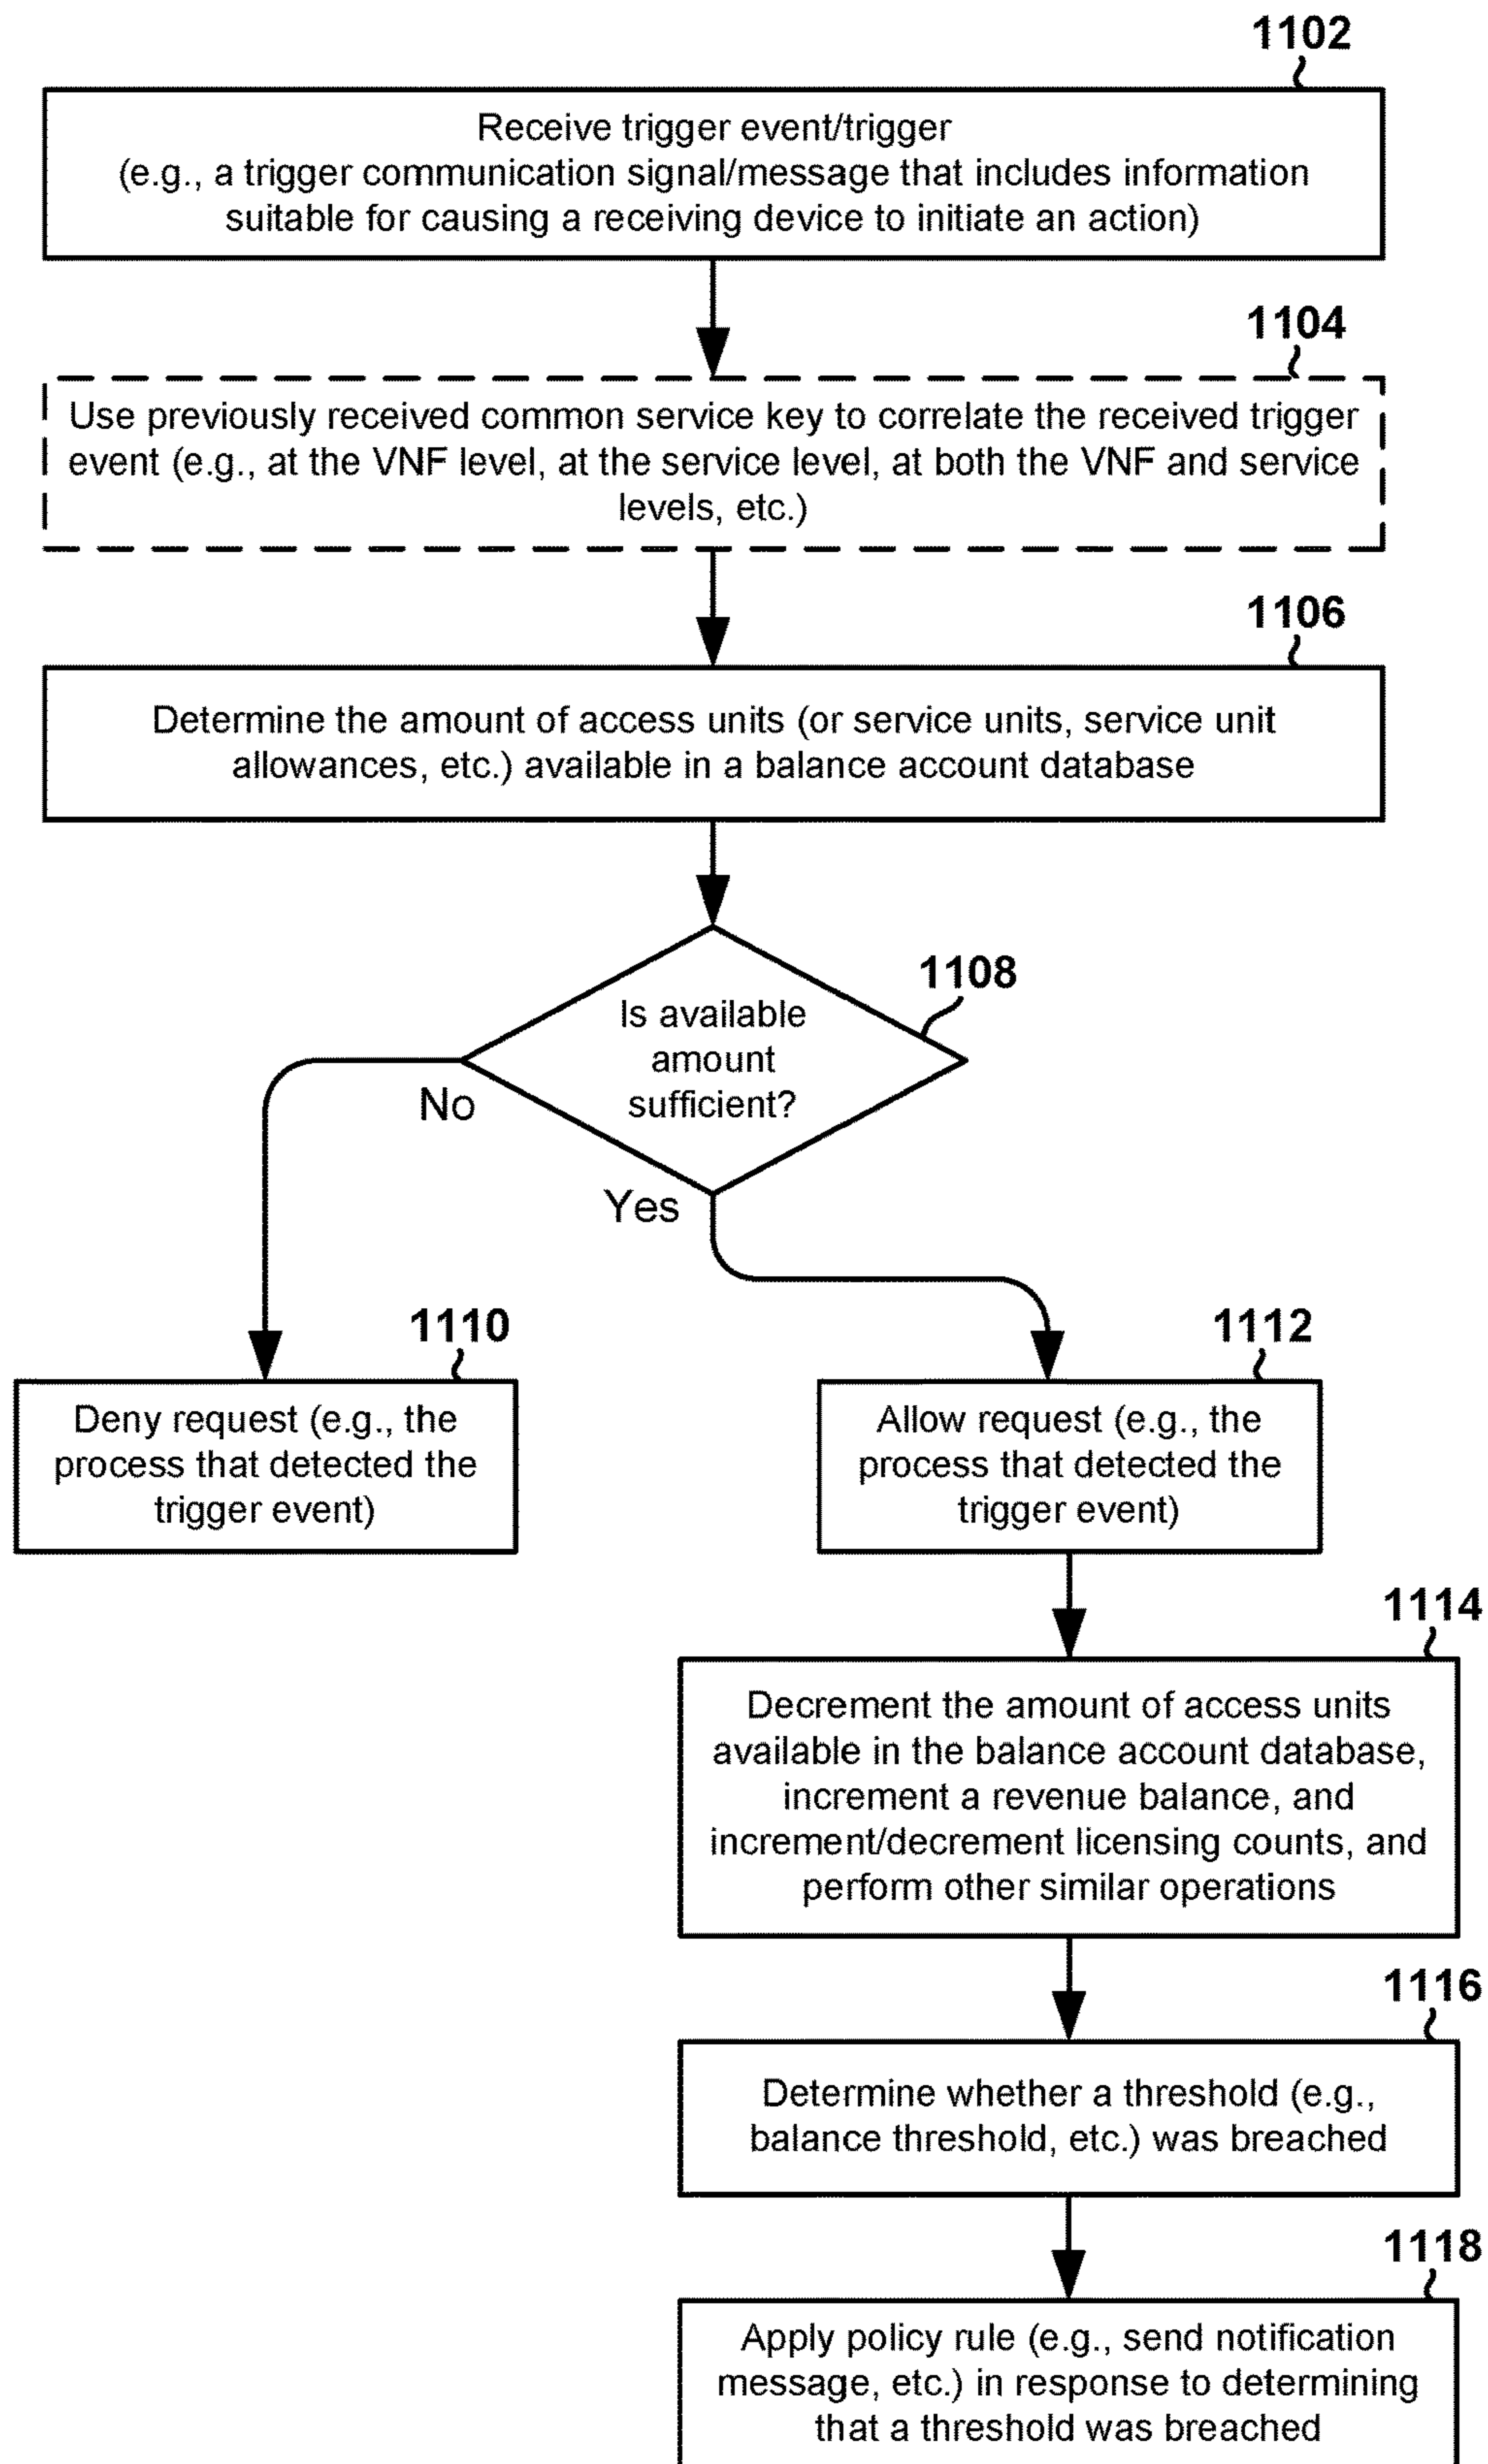 1102
Receive trigger event/trigger
(e.g., a trigger communication signal/message that includes information
suitable for causing a receiving device to initiate an action)
1104
Use previously received common service key to correlate the received trigger
event (e.g., at the VNF level, at the service level, at both the VNF and service
levels, etc.)
1106
Determine the amount of access units (or service units, service unit
allowances, etc.) available in a balance account database
1108
Is available
amount
sufficient?
No
Yes
1110
Deny request (e.g., the
process that detected the
trigger event)
1112
Allow request (e.g., the
process that detected the
trigger event)
1114
Decrement the amount of access units
available in the balance account database,
increment a revenue balance, and
increment/decrement licensing counts, and
perform other similar operations
1116
Determine whether a threshold (e.g.,
balance threshold, etc.) was breached
1118
Apply policy rule (e.g., send notification
message, etc.) in response to determining
that a threshold was breached